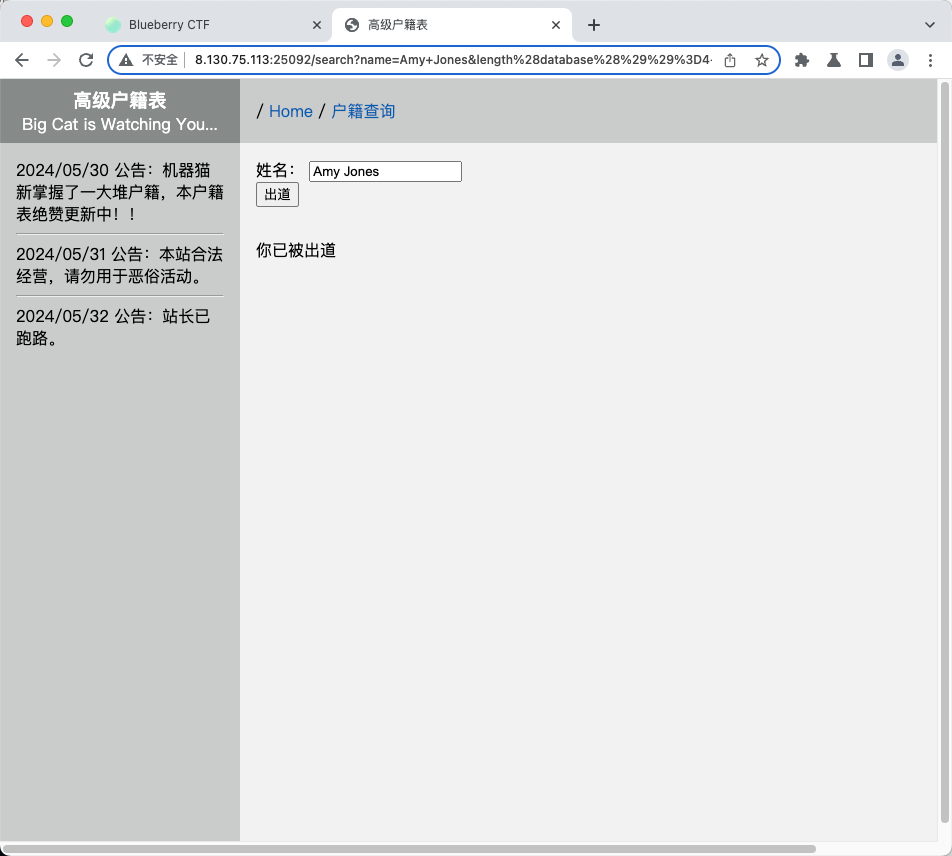 Blueberry CTF
高级户籍表
不安全
8.130.75.113:25092/search?name=Amy+Jones&length%28database%28%29%29%3D4-
高级户籍表
Big Cat is Watching You...
/ Home / 户籍查询
2024/05/30 公告：机器猫
新掌握了一大堆户籍，本户籍
表绝赞更新中！！
2024/05/31 公告：本站合法
经营，请勿用于恶俗活动。
2024/05/32 公告：站长已
跑路。
姓名：
Amy Jones
出道
你已被出道